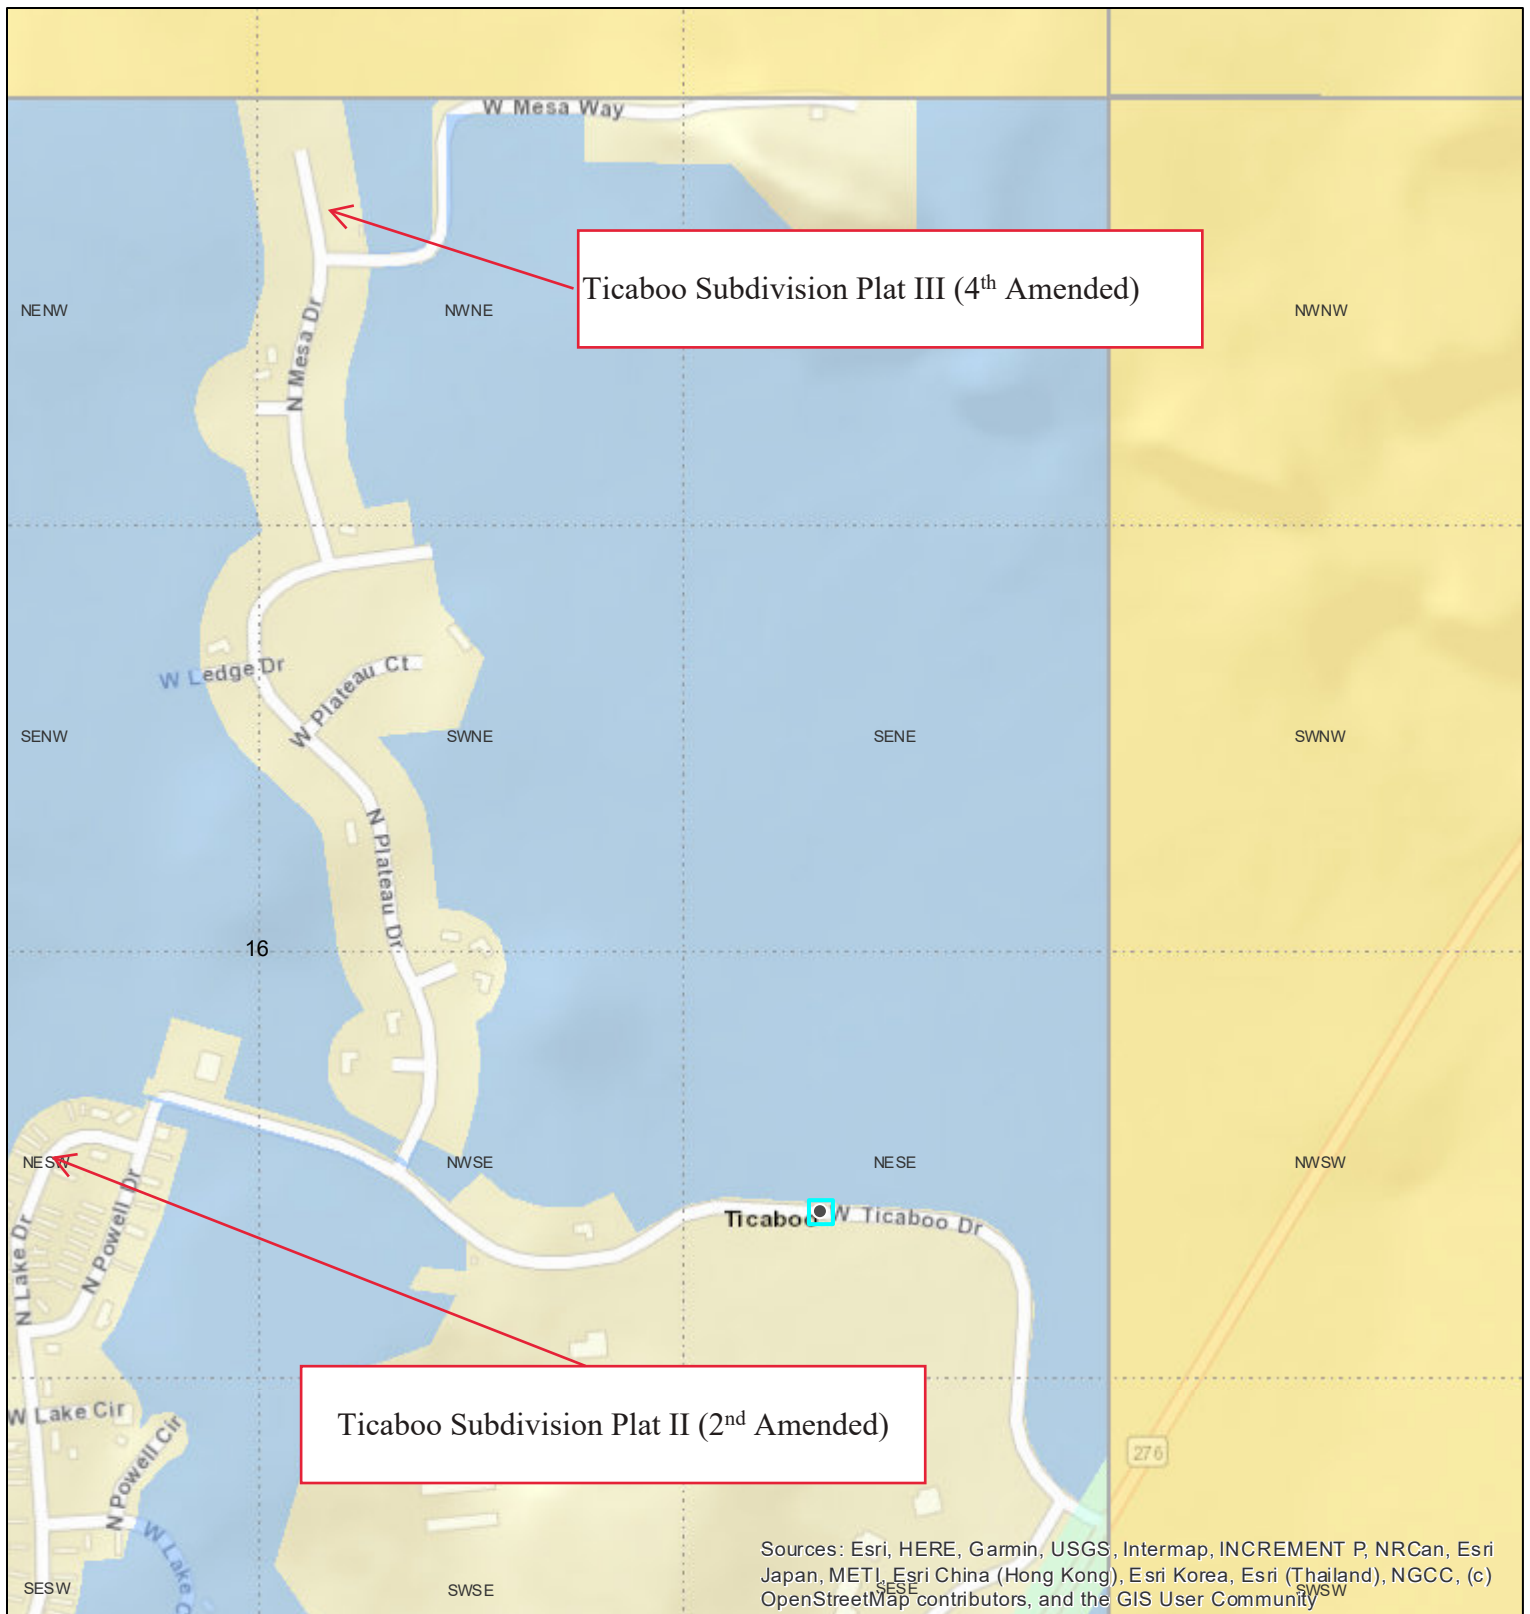 W Mesa Way
Ticaboo Subdivision Plat III (4th Amended)
NENW
NWNE
NWNW
N Mesa Dr
W Ledge Dr
W Plateau Ct
SENW
SWNE
SENE
SWNW
N Plateau Dr
16
NESW
NWSE
NESE
NWSW
N Powell Dr
N Lake Dr
Ticaboo
W Ticaboo Dr
Ticaboo Subdivision Plat II (2nd Amended)
W Lake Cir
N Powell Cir
276
W Lake
SESW
SWSE
SESE
SWSW
Sources: Esri, HERE, Garmin, USGS, Intermap, INCREMENT P, NRCan, Esri
Japan, METI, Esri China (Hong Kong), Esri Korea, Esri (Thailand), NGCC, (c)
OpenStreetMap contributors, and the GIS User Community